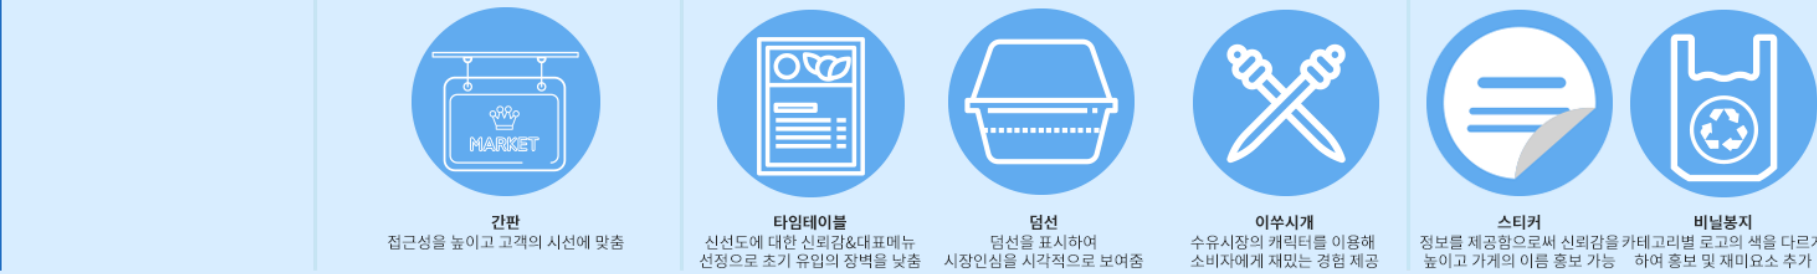 MARKET
간판
접근성을 높이고 고객의 시선에 맞춤
타임테이블
신선도에 대한 신뢰감&대표메뉴
선정으로 초기 유입의 장벽을 낮춤
덤선
덤선을 표시하여
시장인심을 시각적으로 보여줌
이쑤시개
수유시장의 캐릭터를 이용해
소비자에게 재밌는 경험 제공
스티커
정보를 제공함으로써 신뢰감을
높이고 가게의 이름 홍보 가능
비닐봉지
카테고리별 로고의 색을
하여 홍보 및 재미요소 추가